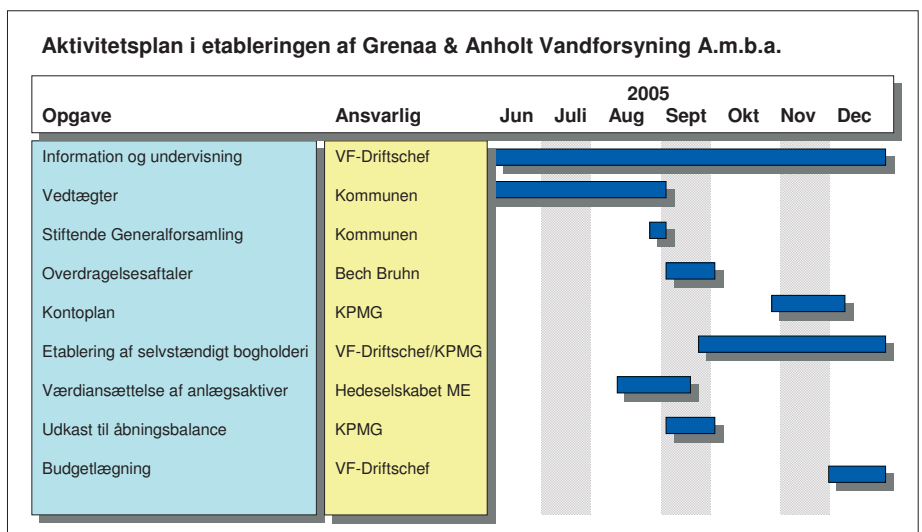 Aktivitetsplan i etableringen af Grenaa & Anholt Vandforsyning A.m.b.a.
2005
Opgave Ansvarlig Jun Juli Aug Sept Okt Nov Dec
Information og undervisning VF-Driftschef
Vedtægter Kommunen
Stiftende Generalforsamling Kommunen
Overdragelsesaftaler Bech Bruhn
Kontoplan KPMG
Etablering af selvstændigt bogholderi VF-Driftschef/KPMG
Værdiansættelse af anlægsaktiver Hedeselskabet ME
Udkast til åbningsbalance KPMG
Budgetlægning VF-Driftschef